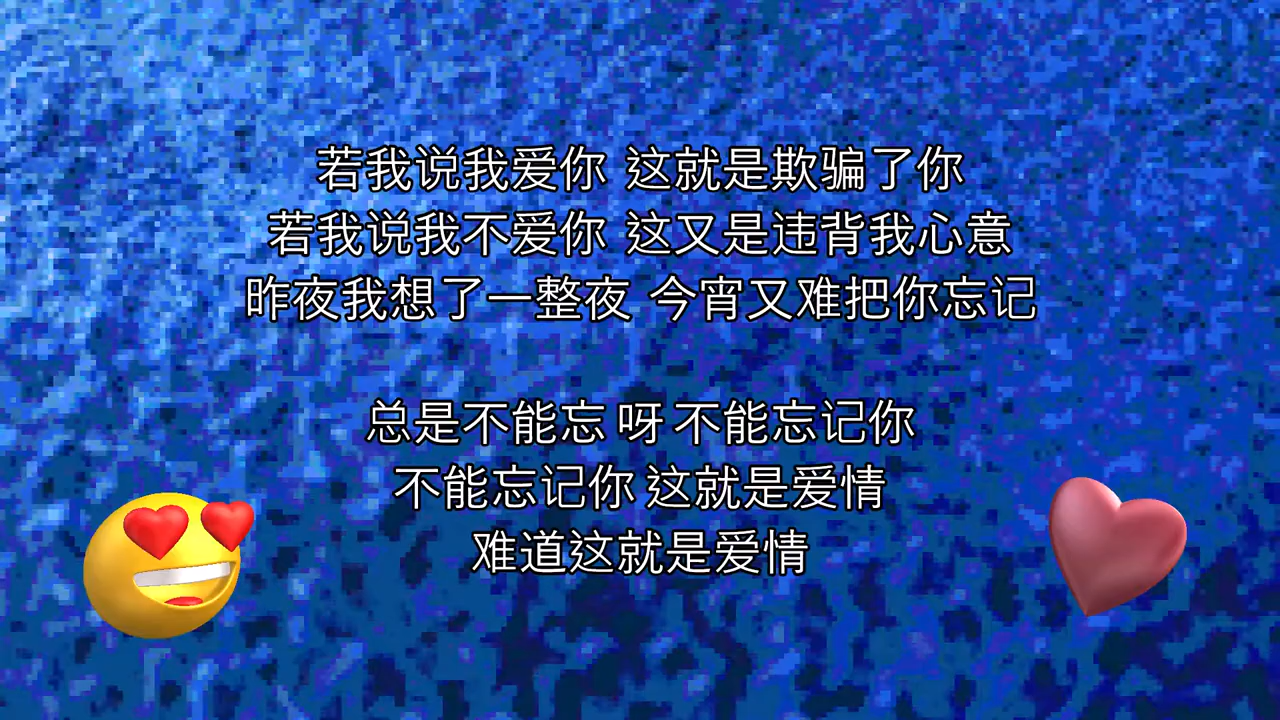 若我说我爱你 这就是欺骗了你
若我说我不爱你 这又是违背我心意
昨夜我想了一整夜 今宵又难把你忘记
总是不能忘 呀 不能忘记你
不能忘记你 这就是爱情
难道这就是爱情